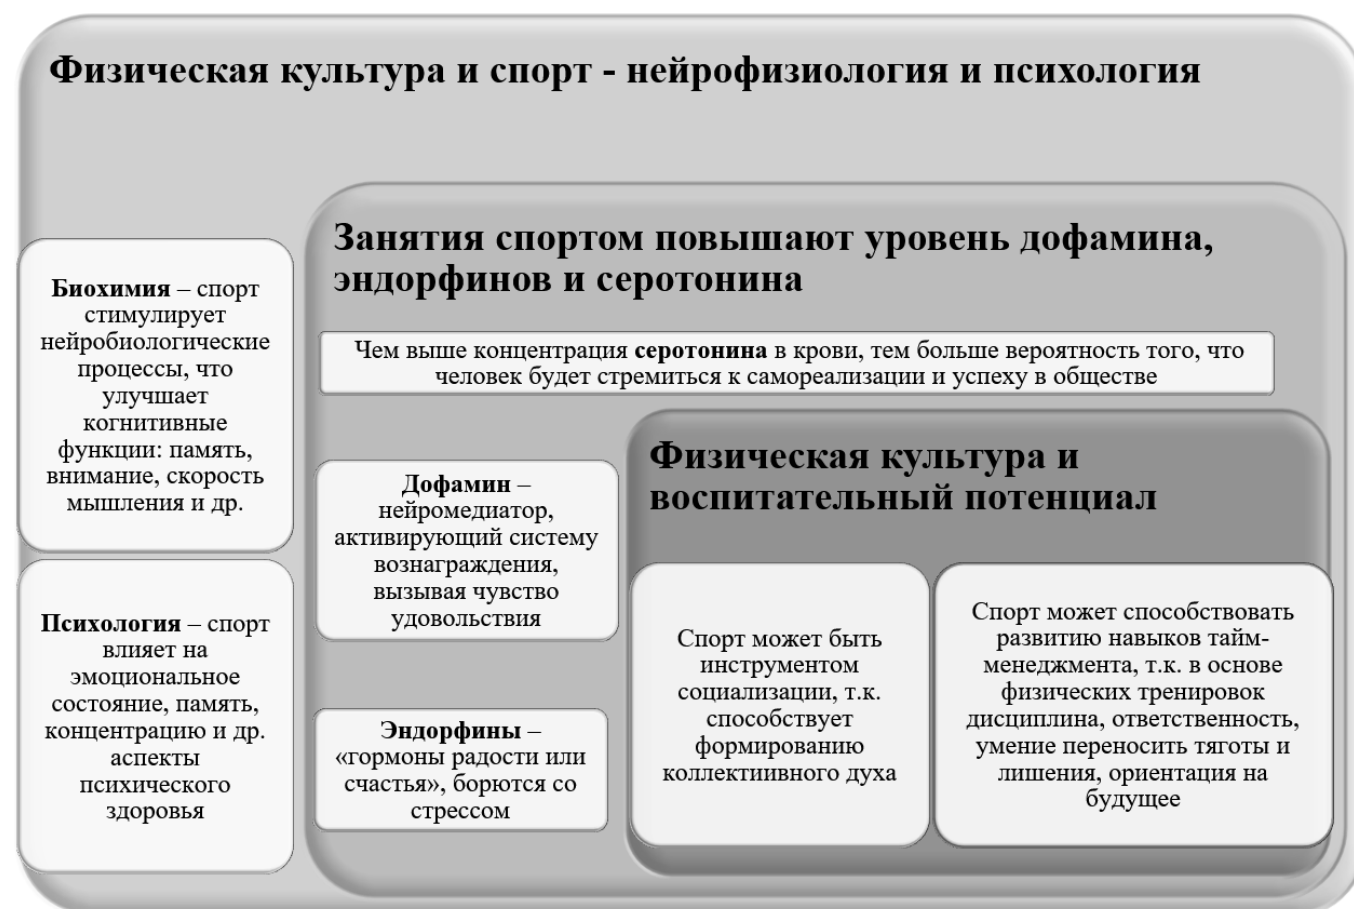 Физическая культура и спорт - нейрофизиология и психология
Биохимия – спорт
стимулирует
нейробиологические
процессы, что
улучшает
когнитивные
функции: память,
внимание, скорость
мышления и др.
Психология – спорт
влияет на
эмоциональное
состояние, память,
концентрацию и др.
аспекты
психического
здоровья
Занятия спортом повышают уровень дофамина,
эндорфинов и серотонина
Чем выше концентрация серотонина в крови, тем больше вероятность того, что
человек будет стремиться к самореализации и успеху в обществе
Дофамин –
нейромедиатор,
активирующий систему
вознаграждения,
вызывая чувство
удовольствия
Эндорфины –
«гормоны радости или
счастья», борются со
стрессом
Физическая культура и
воспитательный потенциал
Спорт может быть
инструментом
социализации, т.к.
способствует
формированию
коллектиивного духа
Спорт может способствовать
развитию навыков тайм-
менеджмента, т.к. в основе
физических тренировок
дисциплина, ответственность,
умение переносить тяготы и
лишения, ориентация на
будущее